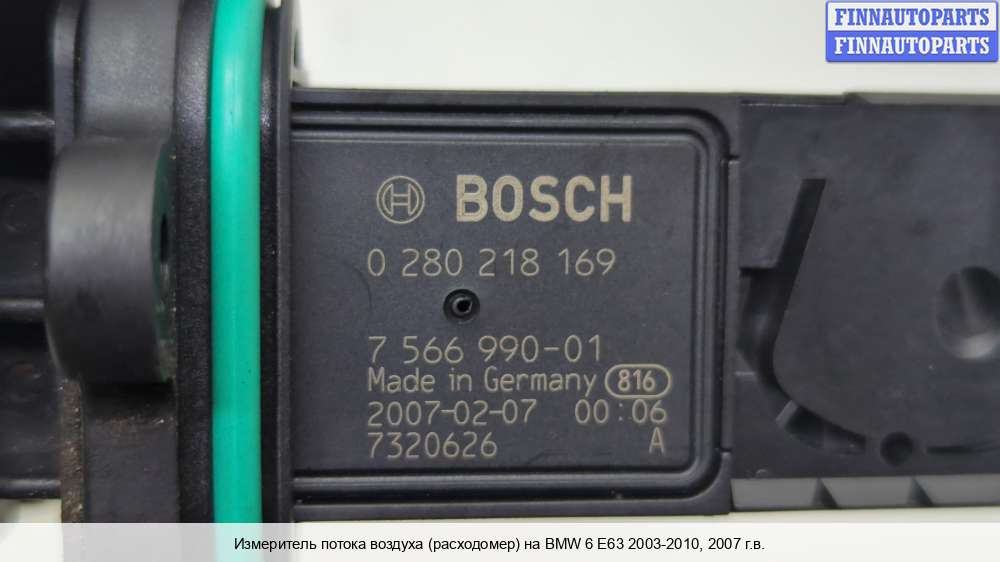 FINNAUTOPARTS
FINNAUTOPARTS
BOSCH
0 280 218 169
7 566 990-01
Made in Germany 816
2007-02-07 00:06
7320626 A
Измеритель потока воздуха (расходомер) на BMW 6 E63 2003-2010, 2007 г.в.